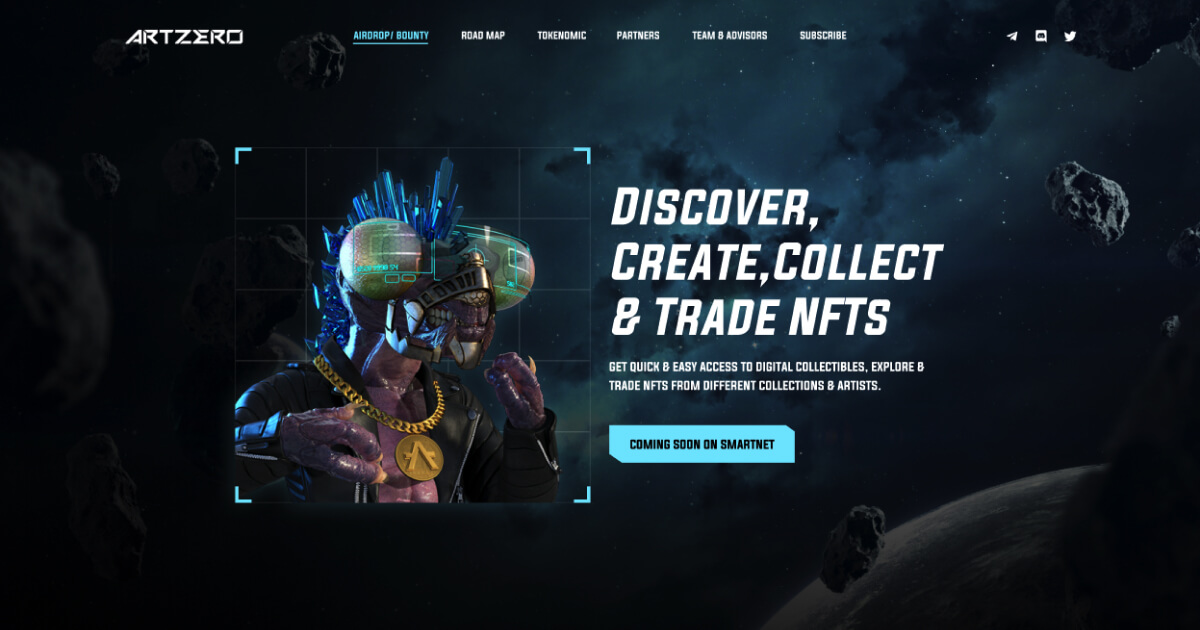 ARTZERO
AIRDROP/ BOUNTY
ROAD MAP
TOKENOMIC
PARTNERS
TEAM & ADVISORS
SUBSCRIBE
DISCOVER,
CREATE,COLLECT
& TRADE NFTS
GET QUICK & EASY ACCESS TO DIGITAL COLLECTIBLES, EXPLORE &
TRADE NFTS FROM DIFFERENT COLLECTIONS & ARTISTS.
COMING SOON ON SMARTNET